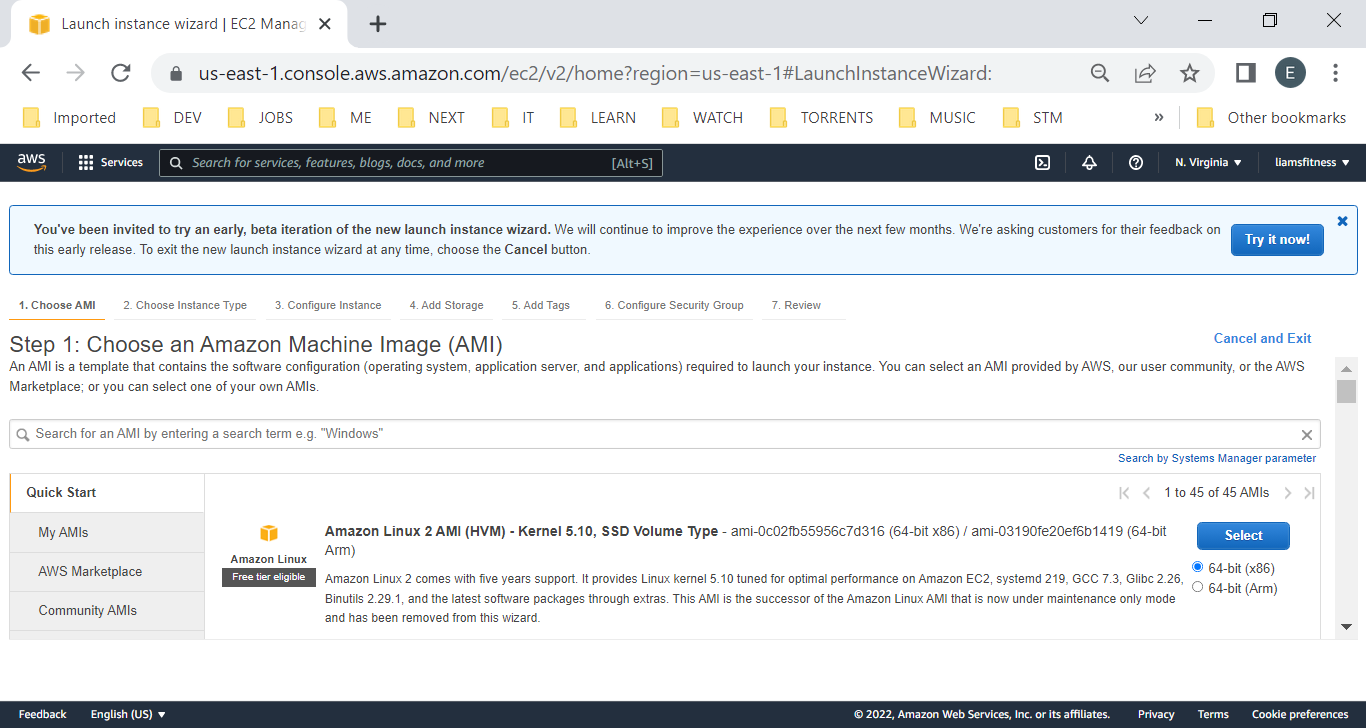 Launch instance wizard | EC2 Manag
us-east-1.console.aws.amazon.com/ec2/v2/home?region=us-east-1#LaunchInstanceWizard:
E
Imported DEV JOBS ME NEXT IT LEARN WATCH TORRENTS MUSIC STM » Other bookmarks
aws Services Search for services, features, blogs, docs, and more [Alt+S] N. Virginia liamsfitness
You've been invited to try an early, beta iteration of the new launch instance wizard. We will continue to improve the experience over the next few months. We're asking customers for their feedback on
this early release. To exit the new launch instance wizard at any time, choose the Cancel button.
Try it now!
1. Choose AMI 2. Choose Instance Type 3. Configure Instance 4. Add Storage 5. Add Tags 6. Configure Security Group 7. Review
Step 1: Choose an Amazon Machine Image (AMI)
Cancel and Exit
An AMI is a template that contains the software configuration (operating system, application server, and applications) required to launch your instance. You can select an AMI provided by AWS, our user community, or the AWS
Marketplace; or you can select one of your own AMIs.
Search for an AMI by entering a search term e.g. "Windows"
Search by Systems Manager parameter
Quick Start
My AMIs
AWS Marketplace
Community AMIs
1 to 45 of 45 AMIs
Amazon Linux
Free tier eligible
Amazon Linux 2 AMI (HVM) - Kernel 5.10, SSD Volume Type - ami-0c02fb55956c7d316 (64-bit x86) / ami-03190fe20ef6b1419 (64-bit
Arm)
Amazon Linux 2 comes with five years support. It provides Linux kernel 5.10 tuned for optimal performance on Amazon EC2, systemd 219, GCC 7.3, Glibc 2.26,
Binutils 2.29.1, and the latest software packages through extras. This AMI is the successor of the Amazon Linux AMI that is now under maintenance only mode
and has been removed from this wizard.
Select
64-bit (x86)
64-bit (Arm)
Feedback English (US) © 2022, Amazon Web Services, Inc. or its affiliates. Privacy Terms Cookie preferences